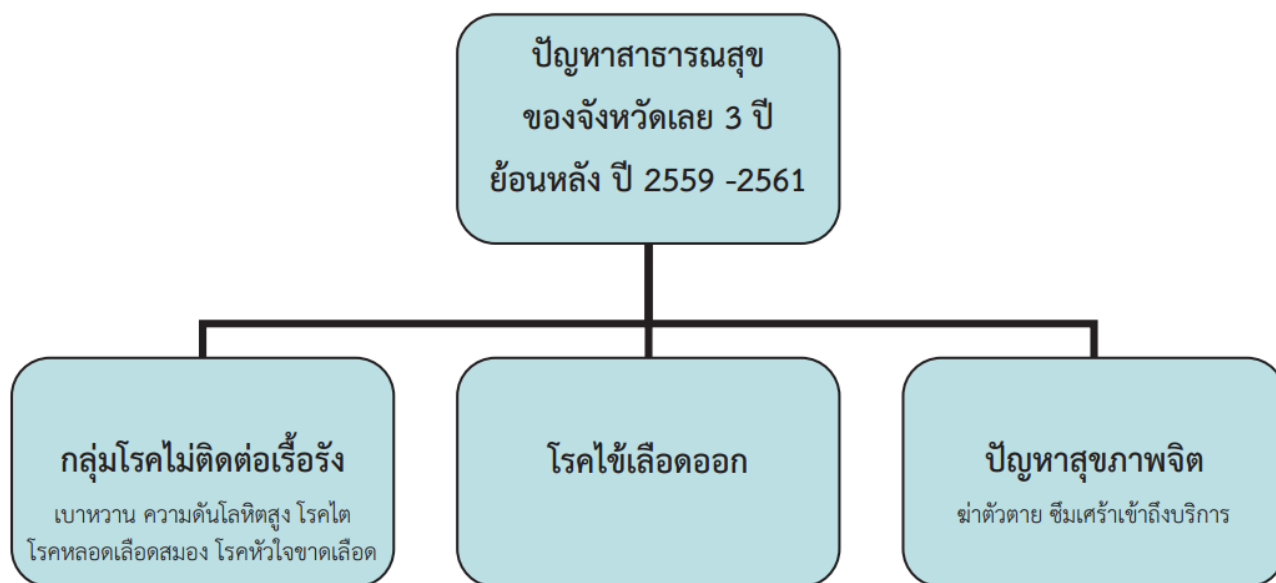 ปัญหาสาธารณสุข
ของจังหวัดเลย 3 ปี
ย้อนหลัง ปี 2559 -2561
กลุ่มโรคไม่ติดต่อเรื้อรัง
เบาหวาน ความดันโลหิตสูง โรคไต
โรคหลอดเลือดสมอง โรคหัวใจขาดเลือด
โรคไข้เลือดออก
ปัญหาสุขภาพจิต
ฆ่าตัวตาย ซึมเศร้าเข้าถึงบริการ